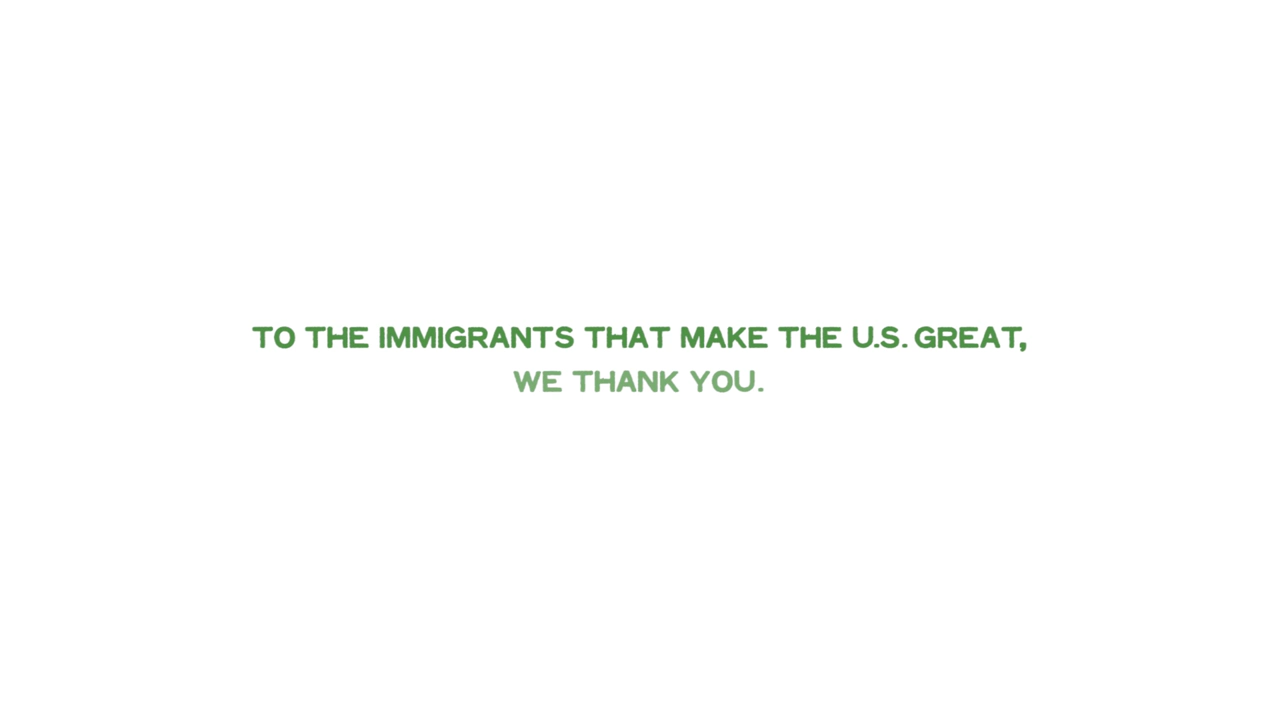 TO THE IMMIGRANTS THAT MAKE THE U.S. GREAT,
WE THANK YOU.